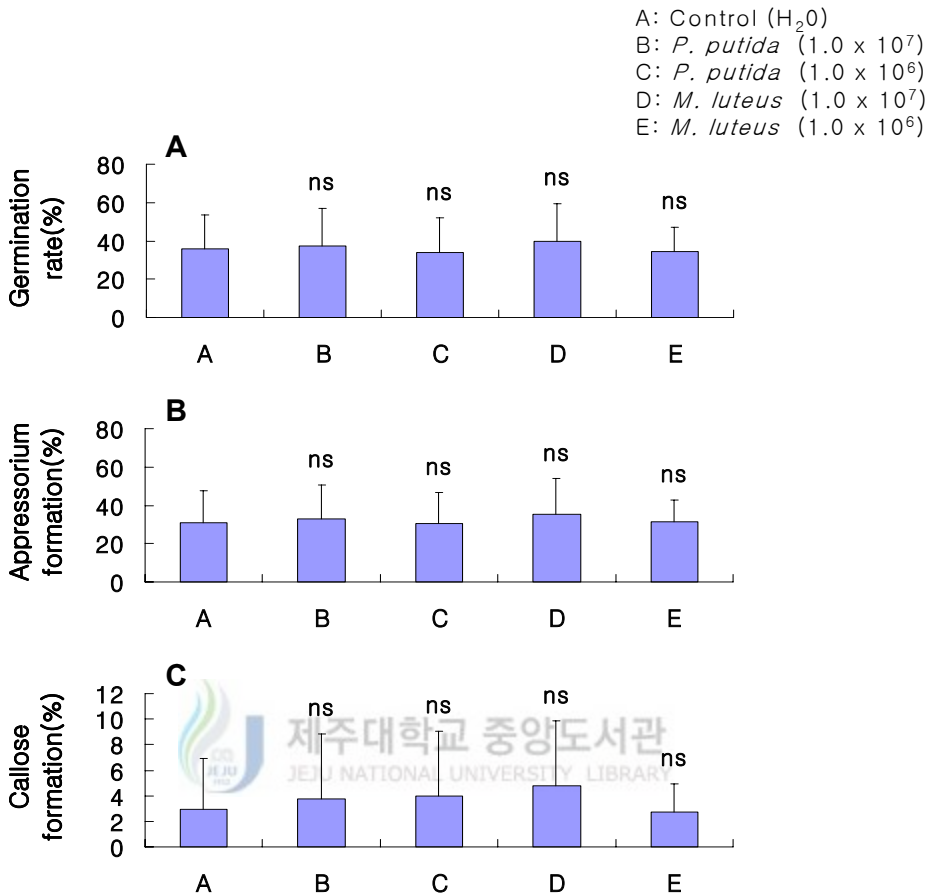 A: Control (H₂0)
B: P. putida (1.0 x 10⁷)
C: P. putida (1.0 x 10⁶)
D: M. luteus (1.0 x 10⁷)
E: M. luteus (1.0 x 10⁶)
A
Germination
rate(%)
80
60
40
20
0
ns
ns
ns
ns
A B C D E
B
Appressorium
formation(%)
80
60
40
20
0
ns
ns
ns
ns
A B C D E
C
Callose
formation(%)
12
10
8
6
4
2
0
ns
ns
ns
ns
제주대학교 중앙도서관
JEJU NATIONAL UNIVERSITY LIBRARY
JEJU
A B C D E